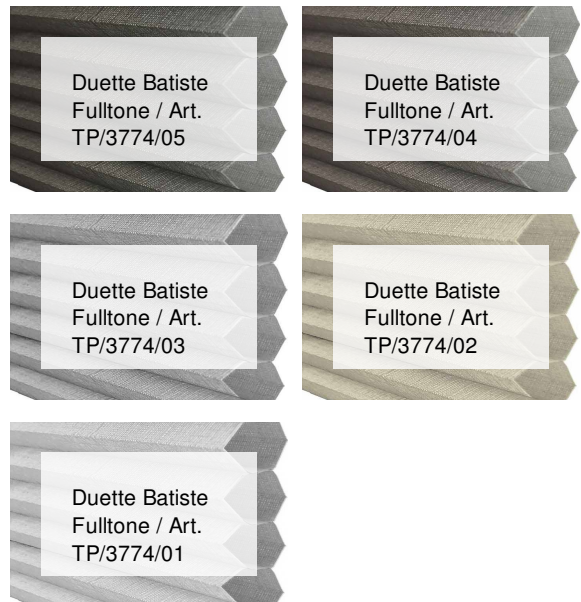 Duette Batiste
Fulltone / Art.
TP/3774/05
Duette Batiste
Fulltone / Art.
TP/3774/04
Duette Batiste
Fulltone / Art.
TP/3774/03
Duette Batiste
Fulltone / Art.
TP/3774/02
Duette Batiste
Fulltone / Art.
TP/3774/01